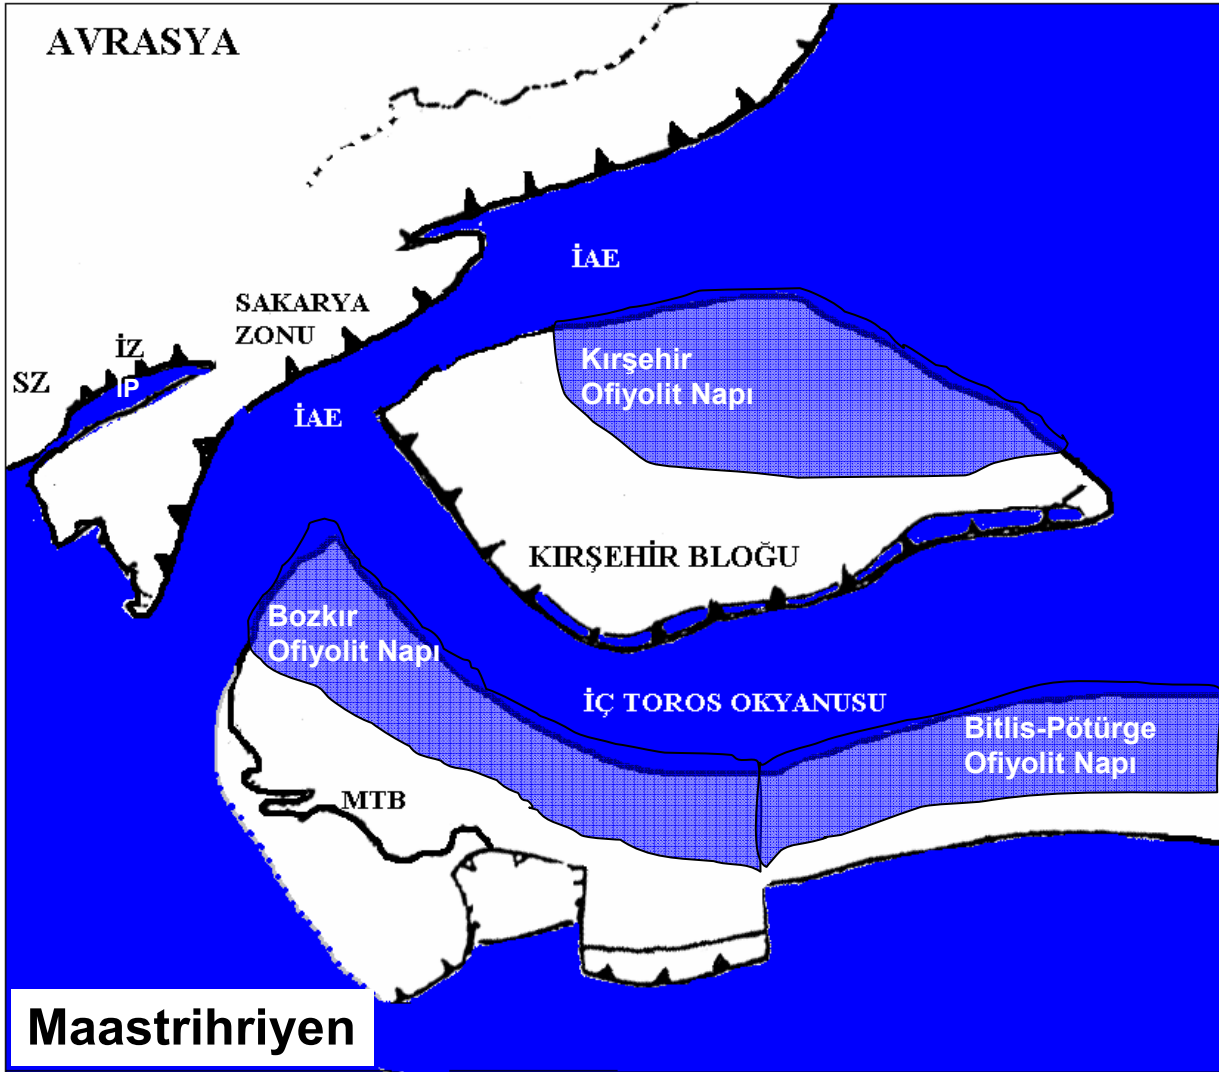 AVRASYA
İAE
SAKARYA
ZONU
İZ
SZ
IP
İAE
Kırşehir
Ofiyolit Napı
KIRŞEHİR BLOĞU
Bozkır
Ofiyolit Napı
İÇ TOROS OKYANUSU
Bitlis-Pötürge
Ofiyolit Napı
MTB
Maastrihriyen